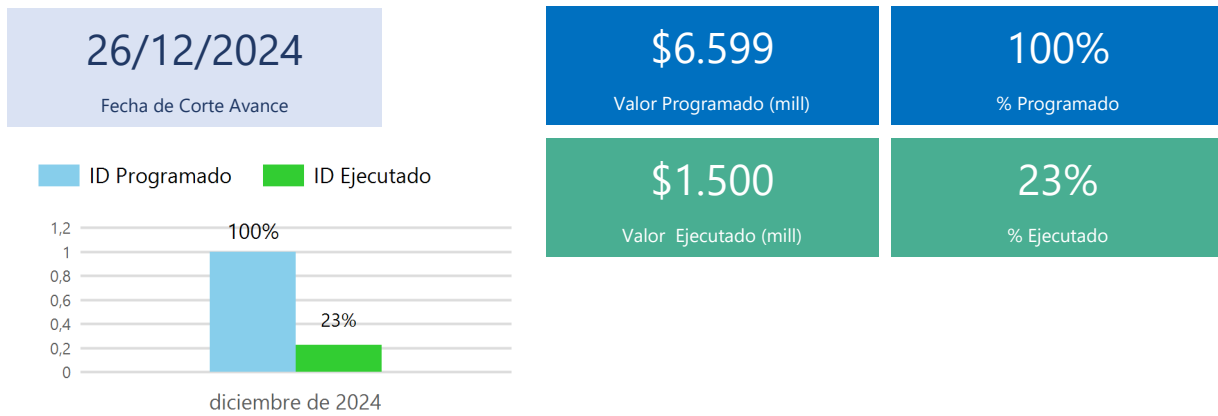 26/12/2024
Fecha de Corte Avance
$6.599
Valor Programado (mill)
100%
% Programado
$1.500
Valor  Ejecutado (mill)
23%
% Ejecutado
ID Programado
ID Ejecutado
1,2
1
0,8
0,6
0,4
0,2
0
100%
23%
diciembre de 2024